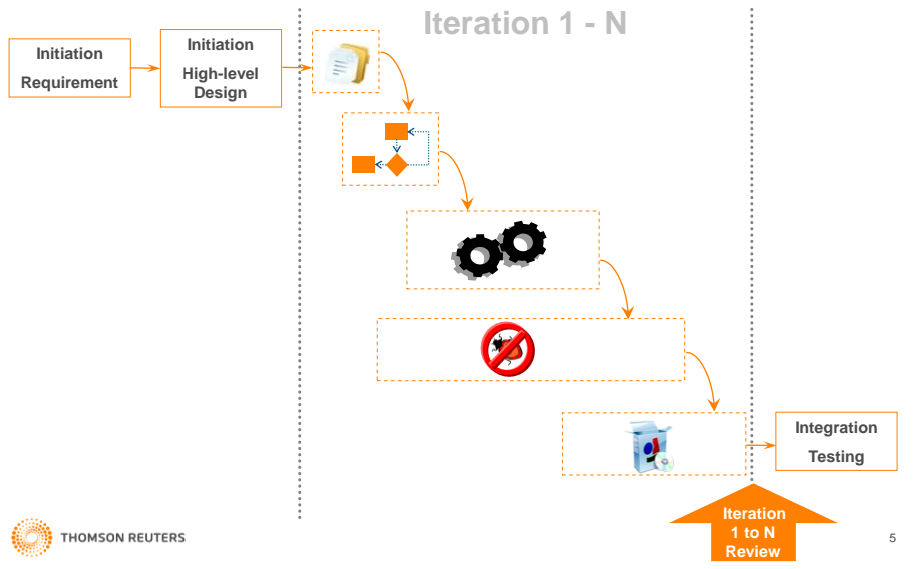 Iteration 1 - N
Initiation
Requirement
Initiation
High-level
Design
Integration
Testing
Iteration
1 to N
Review
THOMSON REUTERS
5